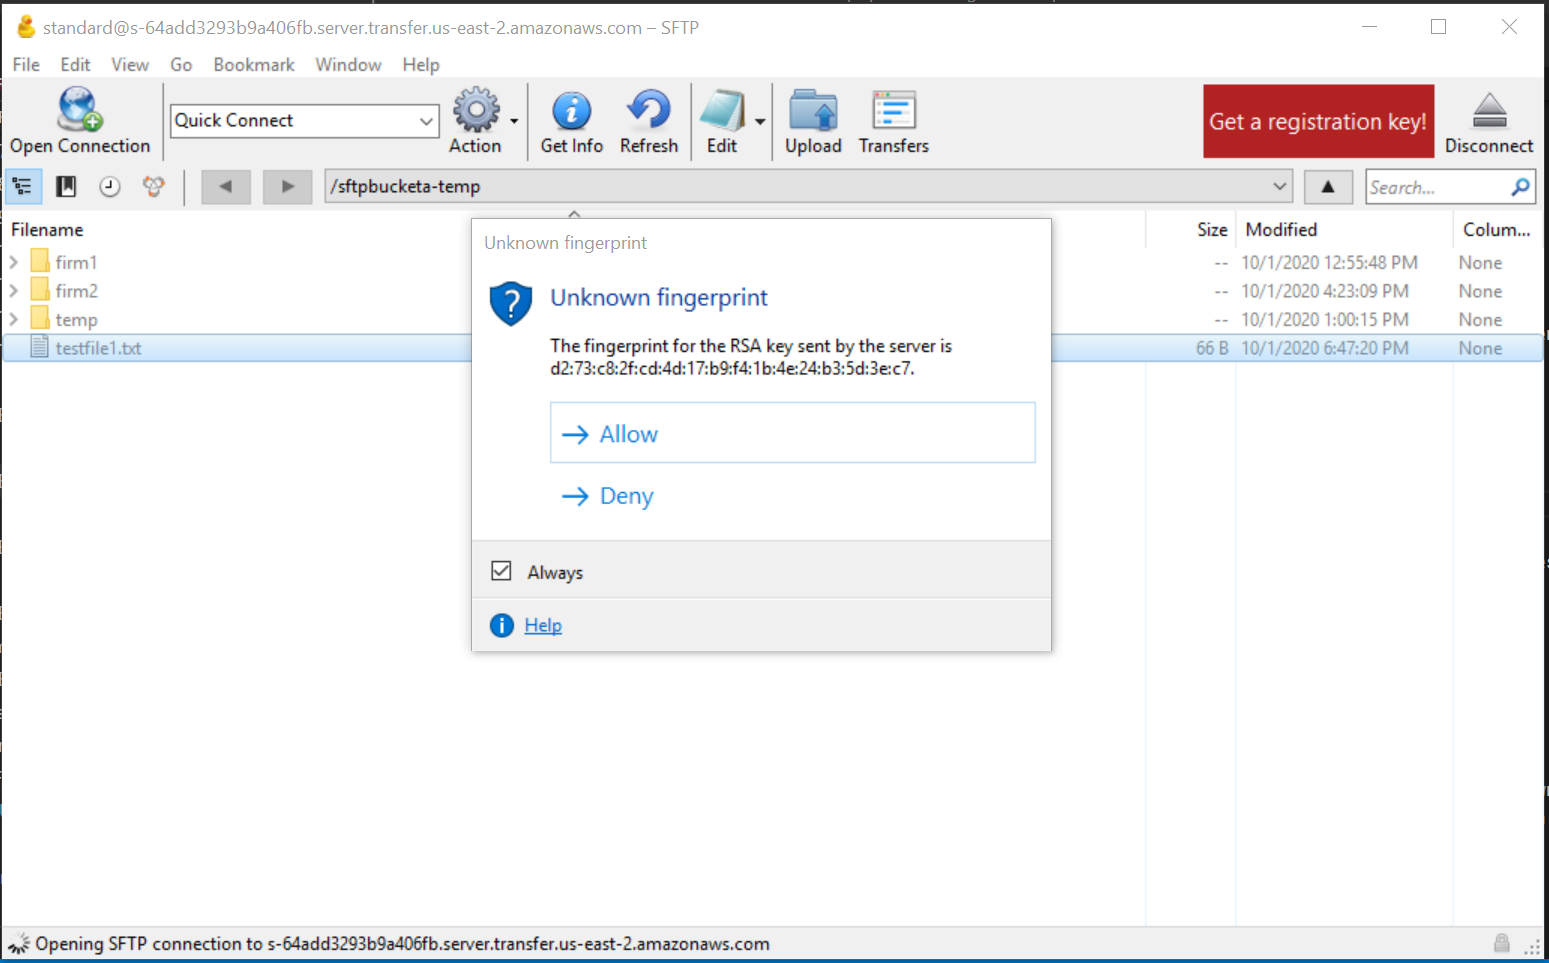 standard@s-64add3293b9a406fb.server.transfer.us-east-2.amazonaws.com – SFTP
File Edit View Go Bookmark Window Help
Open Connection
Quick Connect
Action
Get Info
Refresh
Edit
Upload
Transfers
Get a registration key!
Disconnect
/sftpbucketa-temp
Search...
Filename Size Modified Colum...
firm1 -- 10/1/2020 12:55:48 PM None
firm2 -- 10/1/2020 4:23:09 PM None
temp -- 10/1/2020 1:00:15 PM None
testfile1.txt 66 B 10/1/2020 6:47:20 PM None
Unknown fingerprint
Unknown fingerprint
The fingerprint for the RSA key sent by the server is
d2:73:c8:2f:cd:4d:17:b9:f4:1b:4e:24:b3:5d:3e:c7.
Allow
Deny
Always
Help
Opening SFTP connection to s-64add3293b9a406fb.server.transfer.us-east-2.amazonaws.com